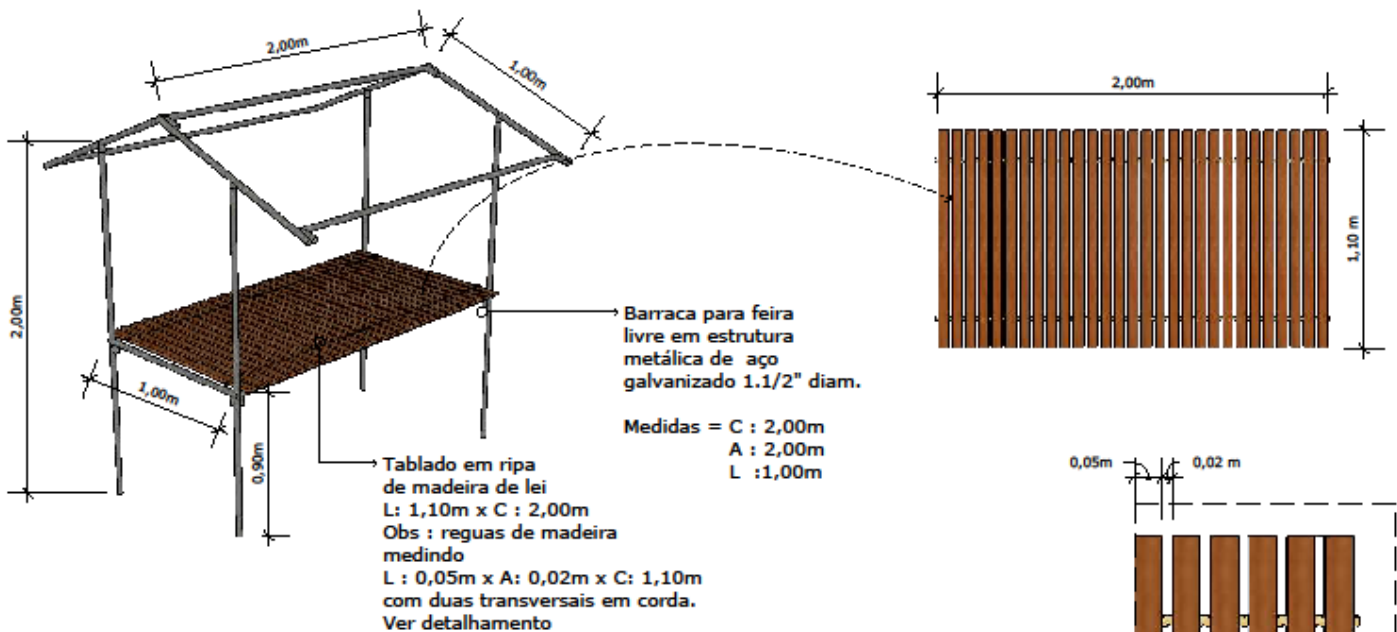 2,00m
1,00m
2,00m
1,00m
0,90m
Barraca para feira
livre em estrutura
metálica de aço
galvanizado 1.1/2" diam.
Medidas = C : 2,00m
A : 2,00m
L :1,00m
Tablado em ripa
de madeira de lei
L: 1,10m x C : 2,00m
Obs : reguas de madeira
medindo
L : 0,05m x A: 0,02m x C: 1,10m
com duas transversais em corda.
Ver detalhamento
2,00m
1,10 m
0,05m
0,02 m